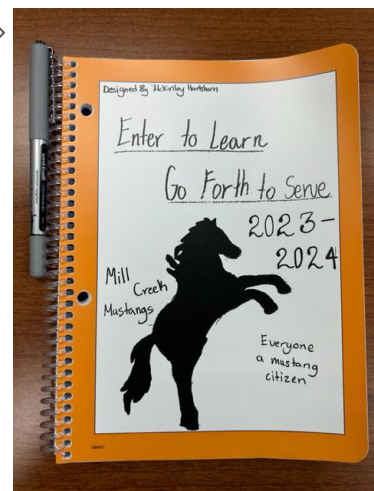 Designed By McKinley Hartshorn
Enter to Learn
Go Forth to Serve
2023-
2024
Mill
Creek
Mustangs
Everyone
a mustang
citizen